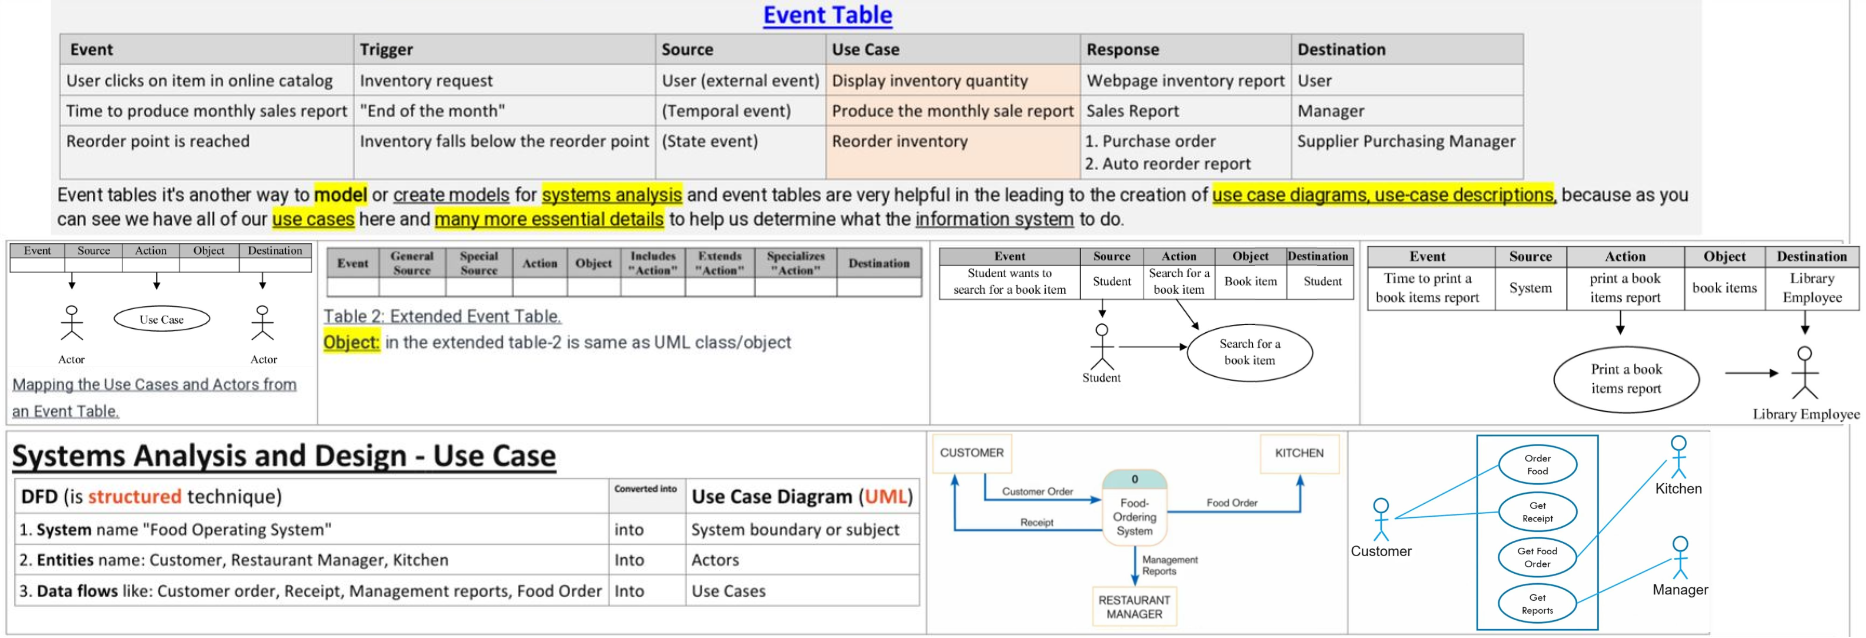 Event Table
Event Trigger Source Use Case Response Destination
User clicks on item in online catalog Inventory request User (external event) Display inventory quantity Webpage inventory report User
Time to produce monthly sales report "End of the month" (Temporal event) Produce the monthly sale report Sales Report Manager
Reorder point is reached Inventory falls below the reorder point (State event) Reorder inventory 1. Purchase order Supplier Purchasing Manager
2. Auto reorder report
Event tables it's another way to model or create models for systems analysis and event tables are very helpful in the leading to the creation of use case diagrams, use-case descriptions, because as you
can see we have all of our use cases here and many more essential details to help us determine what the information system to do.
Event Source Action Object Destination
Use Case
Actor Actor
Mapping the Use Cases and Actors from
an Event Table.
Event General Source Special Source Action Object Includes "Action" Extends "Action" Specializes "Action" Destination
Table 2: Extended Event Table.
Object: in the extended table-2 is same as UML class/object
Event Source Action Object Destination
Student wants to search for a book item Student Search for a book item Book item Student
Search for a
book item
Student
Event Source Action Object Destination
Time to print a book items report System print a book items report book items Library Employee
Print a book
items report
Library Employee
Systems Analysis and Design - Use Case
DFD (is structured technique) Converted into Use Case Diagram (UML)
1. System name "Food Operating System" into System boundary or subject
2. Entities name: Customer, Restaurant Manager, Kitchen Into Actors
3. Data flows like: Customer order, Receipt, Management reports, Food Order Into Use Cases
CUSTOMER KITCHEN
0
Customer Order
Food-
Ordering
System
Food Order
Receipt
Management
Reports
RESTAURANT
MANAGER
Order
Food
Kitchen
Get
Receipt
Customer
Get Food
Order
Manager
Get
Reports